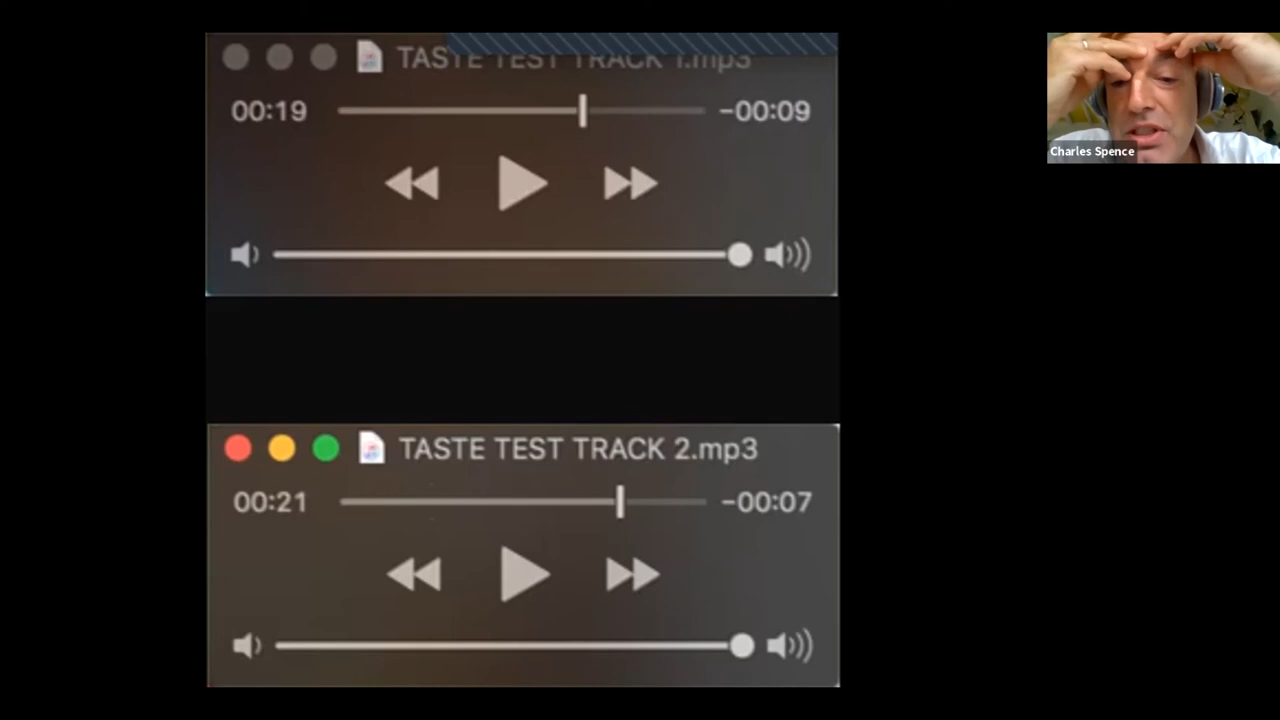 TASTE TEST TRACK 1.mp3
00:19 -00:09
Charles Spence
TASTE TEST TRACK 2.mp3
00:21 -00:07